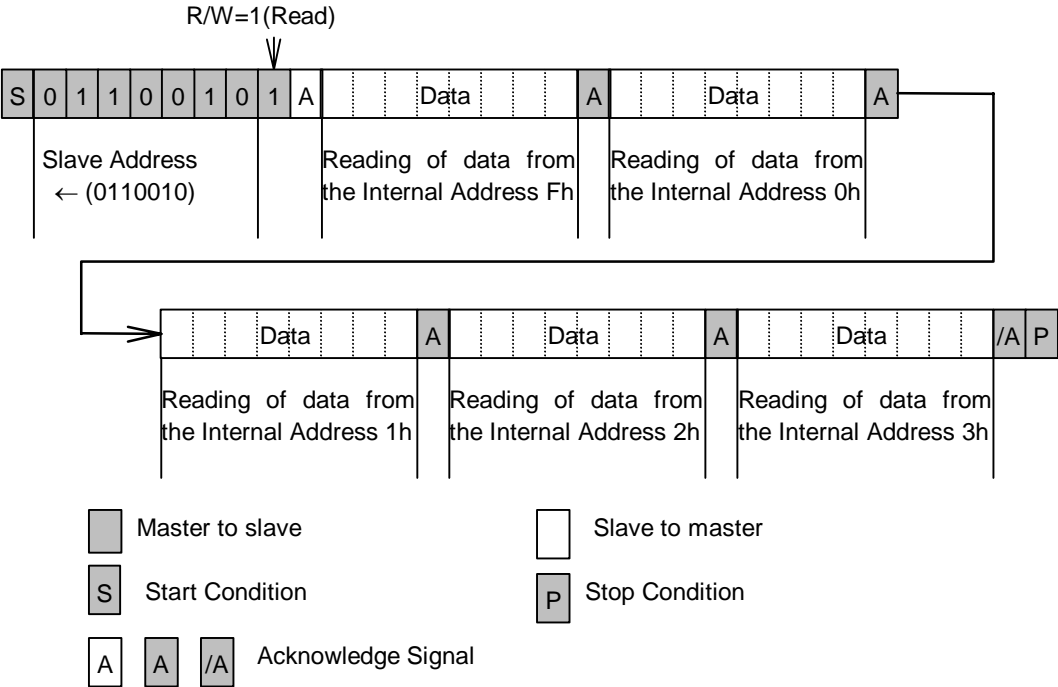 R/W=1(Read)
S 0 1 1 0 0 1 0 1 A Data A Data A
Slave Address
← (0110010)
Reading of data from
the Internal Address Fh
Reading of data from
the Internal Address 0h
Data A Data A Data /A P
Reading of data from
the Internal Address 1h
Reading of data from
the Internal Address 2h
Reading of data from
the Internal Address 3h
Master to slave
Slave to master
S Start Condition
P Stop Condition
A A /A Acknowledge Signal